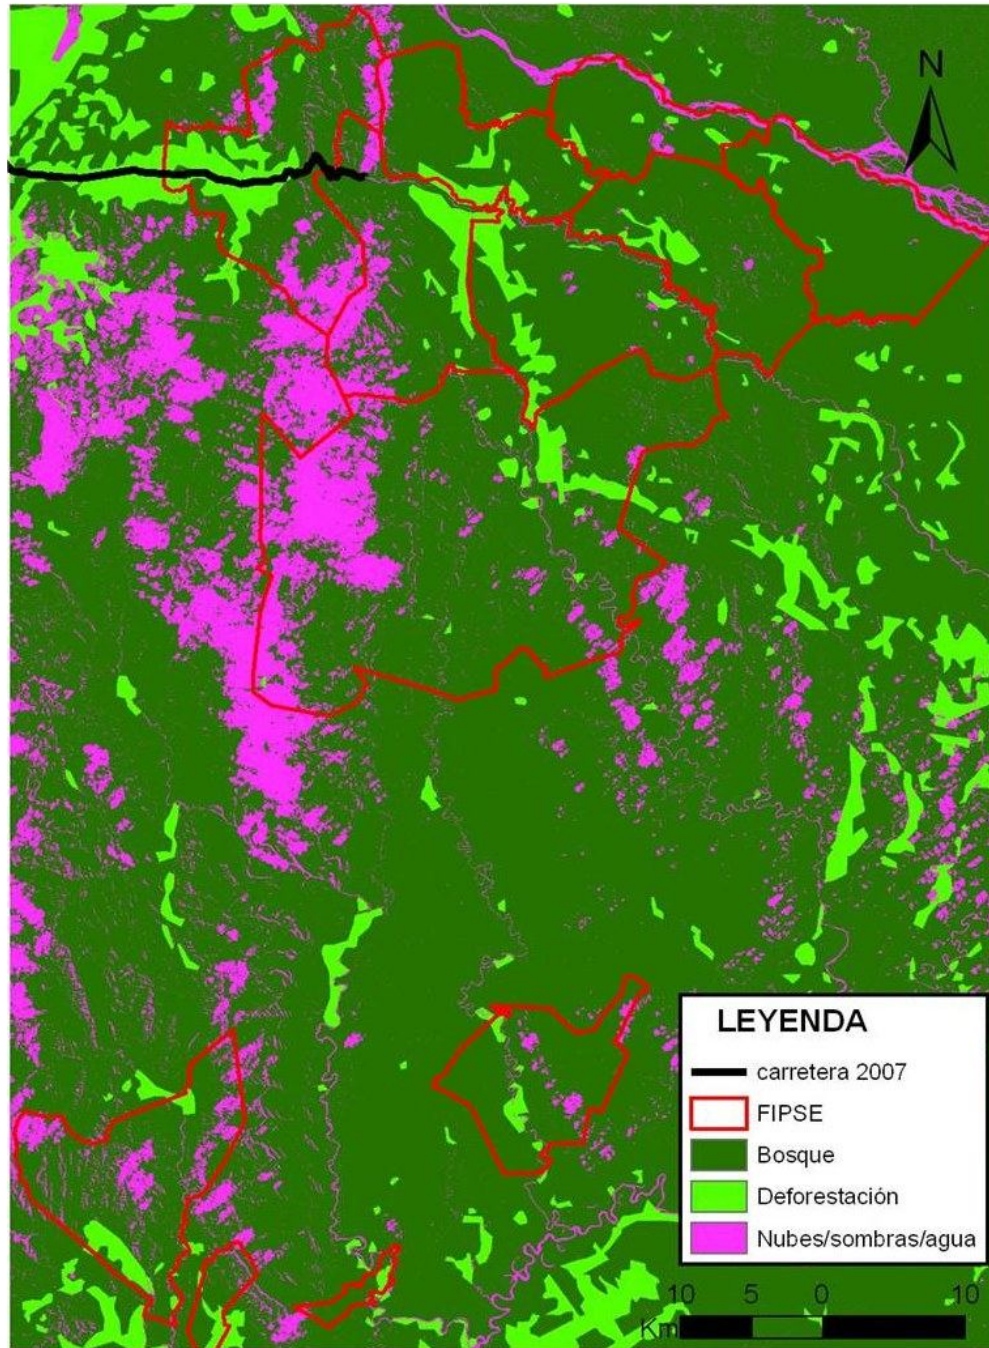 N
LEYENDA
carretera 2007
FIPSE
Bosque
Deforestación
Nubes/sombras/agua
10 5 0 10
Km